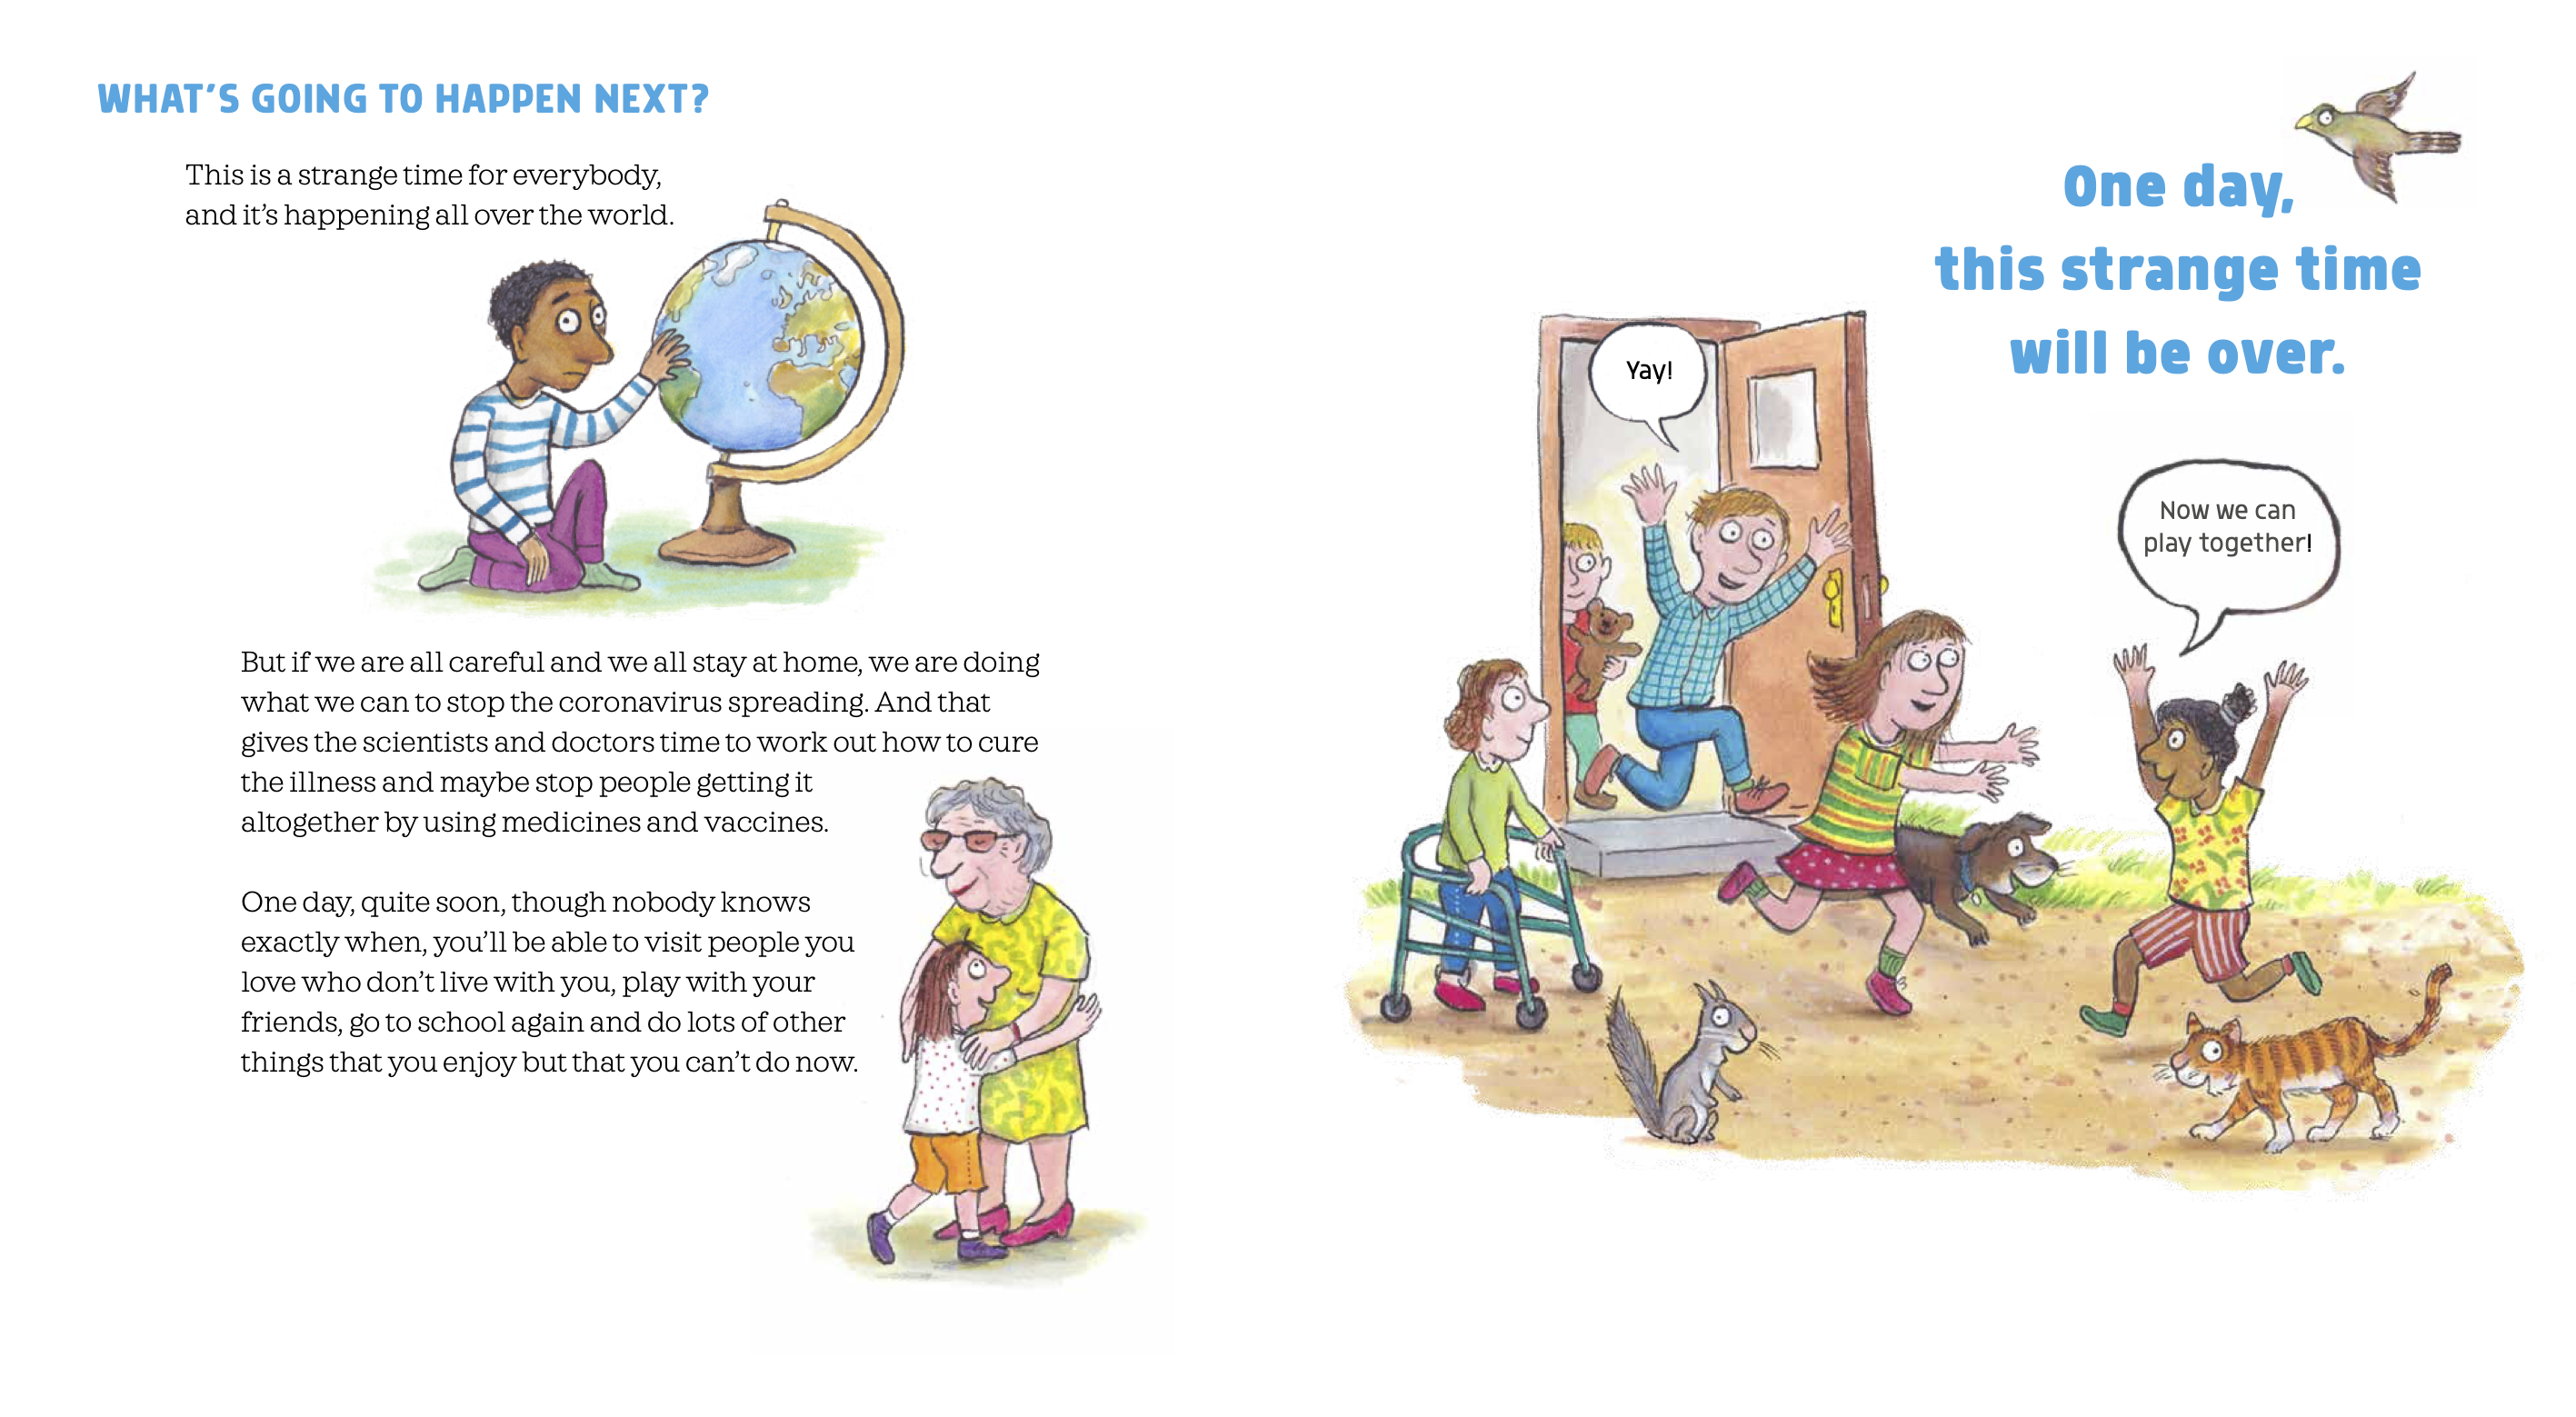 WHAT'S GOING TO HAPPEN NEXT?
This is a strange time for everybody,
and it's happening all over the world.
But if we are all careful and we all stay at home, we are doing
what we can to stop the coronavirus spreading. And that
gives the scientists and doctors time to work out how to cure
the illness and maybe stop people getting it
altogether by using medicines and vaccines.
One day, quite soon, though nobody knows
exactly when, you'll be able to visit people you
love who don't live with you, play with your
friends, go to school again and do lots of other
things that you enjoy but that you can't do now.
One day,
this strange time
will be over.
Yay!
Now we can
play together!